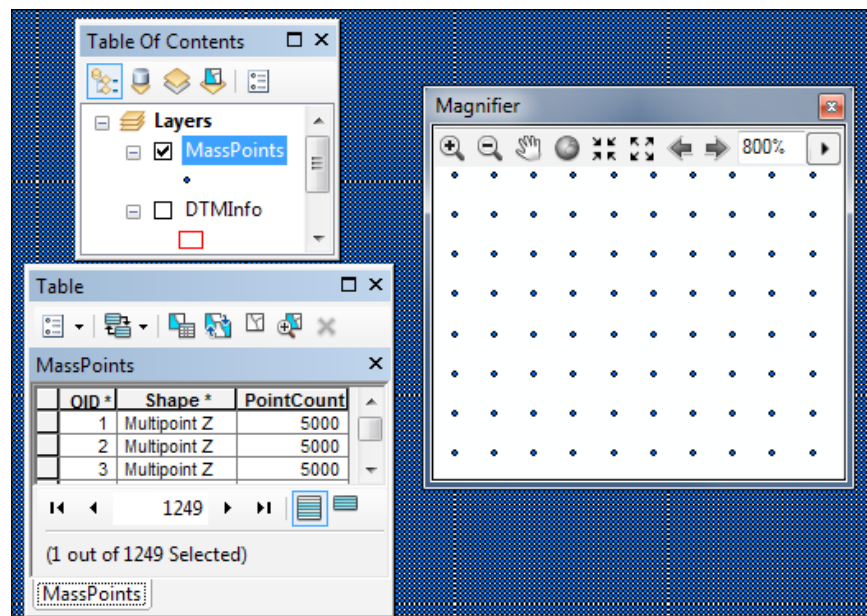 Table Of Contents
Layers
MassPoints
DTMInfo
Magnifier
800%
Table
MassPoints
OID * Shape * PointCount
1 Multipoint Z 5000
2 Multipoint Z 5000
3 Multipoint Z 5000
1249
(1 out of 1249 Selected)
MassPoints